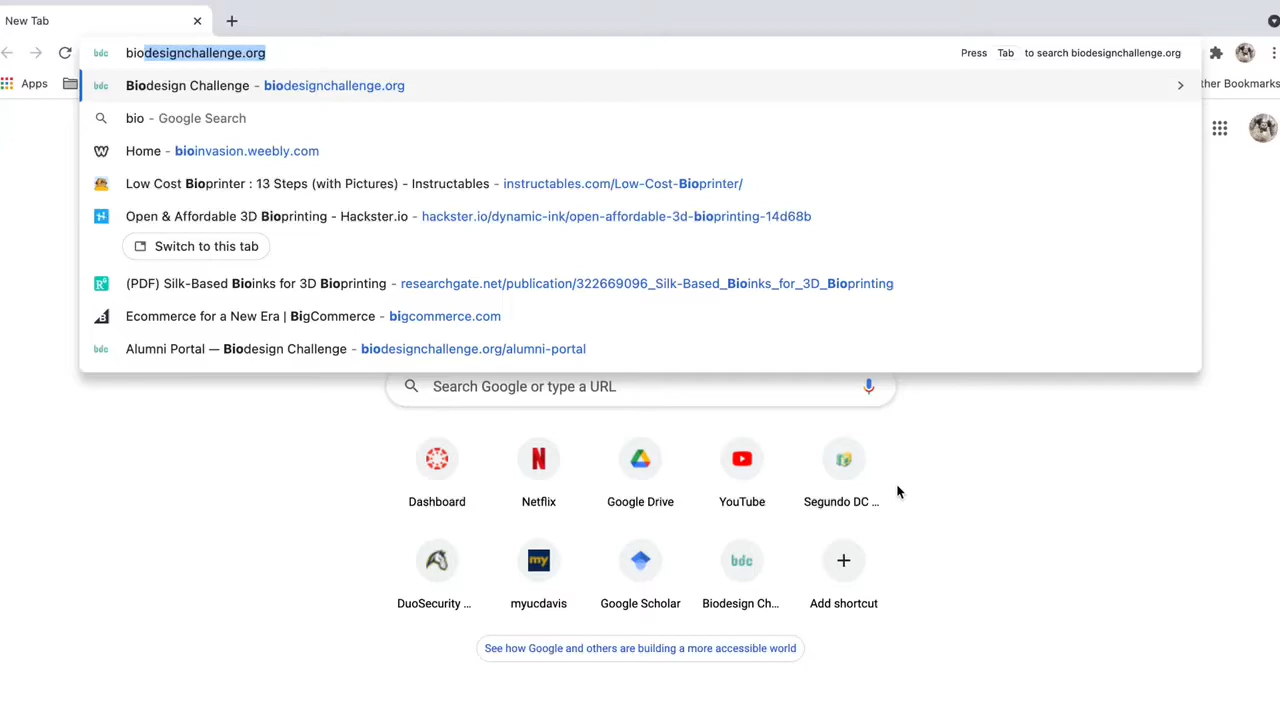 New Tab
bdc biodesignchallenge.org Press Tab to search biodesignchallenge.org
Apps
ther Bookmarks
bdc Biodesign Challenge - biodesignchallenge.org
bio - Google Search
Home - bioinvasion.weebly.com
Low Cost Bioprinter : 13 Steps (with Pictures) - Instructables - instructables.com/Low-Cost-Bioprinter/
Open & Affordable 3D Bioprinting - Hackster.io - hackster.io/dynamic-ink/open-affordable-3d-bioprinting-14d68b
Switch to this tab
(PDF) Silk-Based Bioinks for 3D Bioprinting - researchgate.net/publication/322669096_Silk-Based_Bioinks_for_3D_Bioprinting
Ecommerce for a New Era | BigCommerce - bigcommerce.com
bdc Alumni Portal — Biodesign Challenge - biodesignchallenge.org/alumni-portal
Search Google or type a URL
Dashboard Netflix Google Drive YouTube Segundo DC ...
my bdc
DuoSecurity ... myucdavis Google Scholar Biodesign Ch... Add shortcut
See how Google and others are building a more accessible world